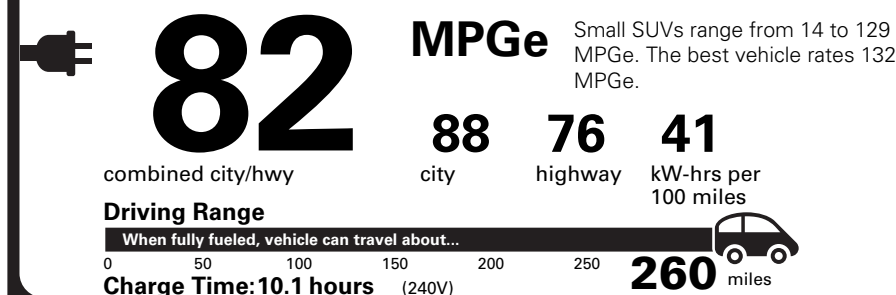 82
MPGe
Small SUVs range from 14 to 129
MPGe. The best vehicle rates 132
MPGe.
combined city/hwy
88
city
76
highway
41
kW-hrs per
100 miles
Driving Range
When fully fueled, vehicle can travel about...
0 50 100 150 200 250 260 miles
Charge Time: 10.1 hours (240V)